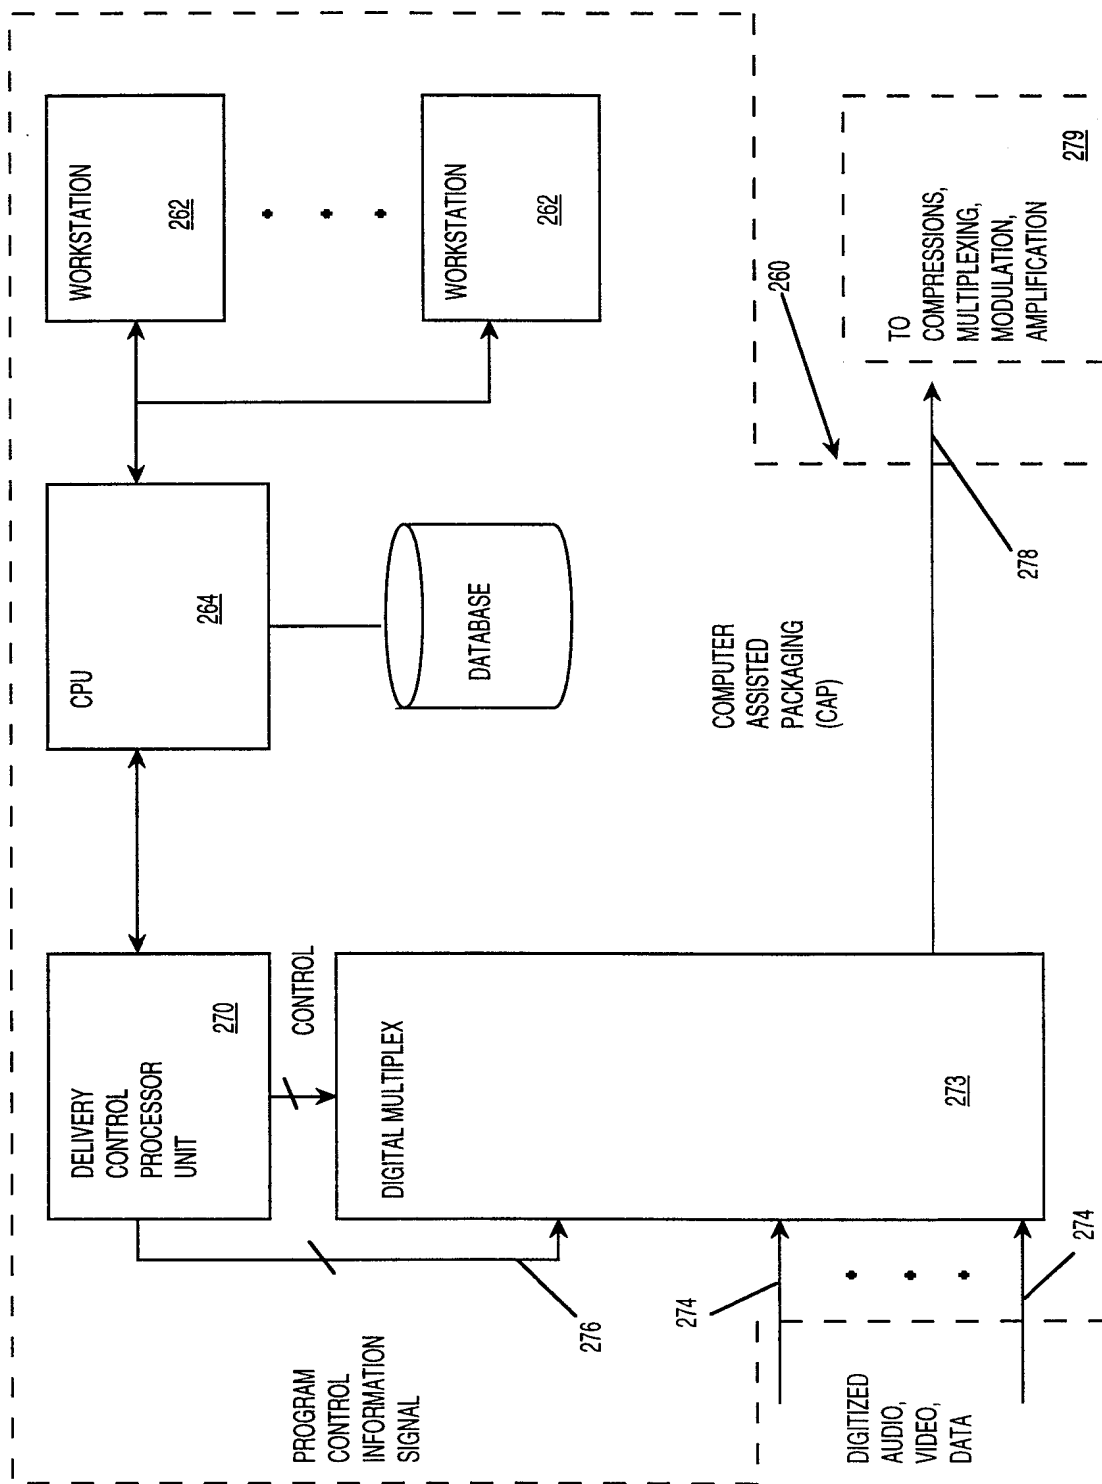 WORKSTATION
262
WORKSTATION
262
CPU
264
DATABASE
DELIVERY
CONTROL
PROCESSOR
UNIT
270
CONTROL
DIGITAL MULTIPLEX
273
PROGRAM
CONTROL
INFORMATION
SIGNAL
276
DIGITIZED
AUDIO,
VIDEO,
DATA
274
274
COMPUTER
ASSISTED
PACKAGING
(CAP)
260
278
TO
COMPRESSIONS,
MULTIPLEXING,
MODULATION,
AMPLIFICATION
279